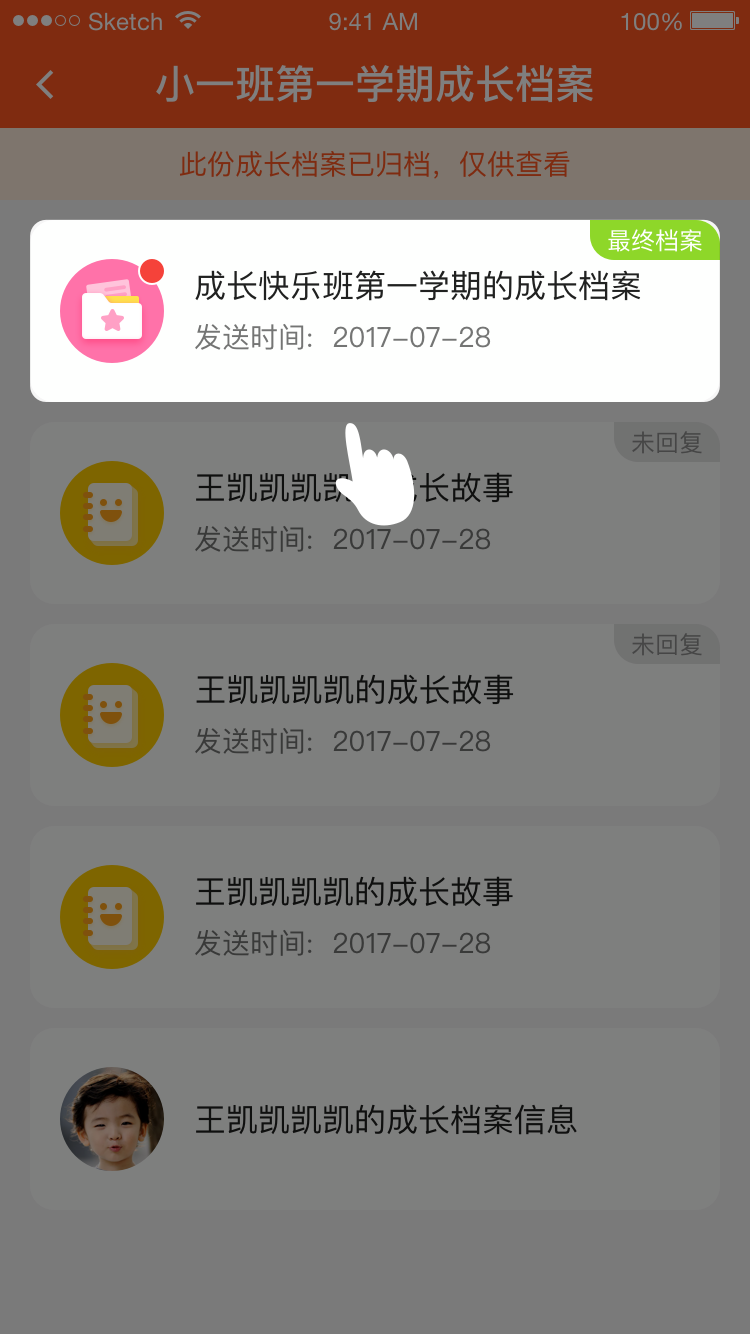 Sketch 9:41 AM 100%
小一班第一学期成长档案
此份成长档案已归档，仅供查看
最终档案
成长快乐班第一学期的成长档案
发送时间: 2017-07-28
未回复
王凯凯凯凯 成长故事
发送时间: 2017-07-28
未回复
王凯凯凯凯的成长故事
发送时间: 2017-07-28
王凯凯凯凯的成长故事
发送时间: 2017-07-28
王凯凯凯凯的成长档案信息